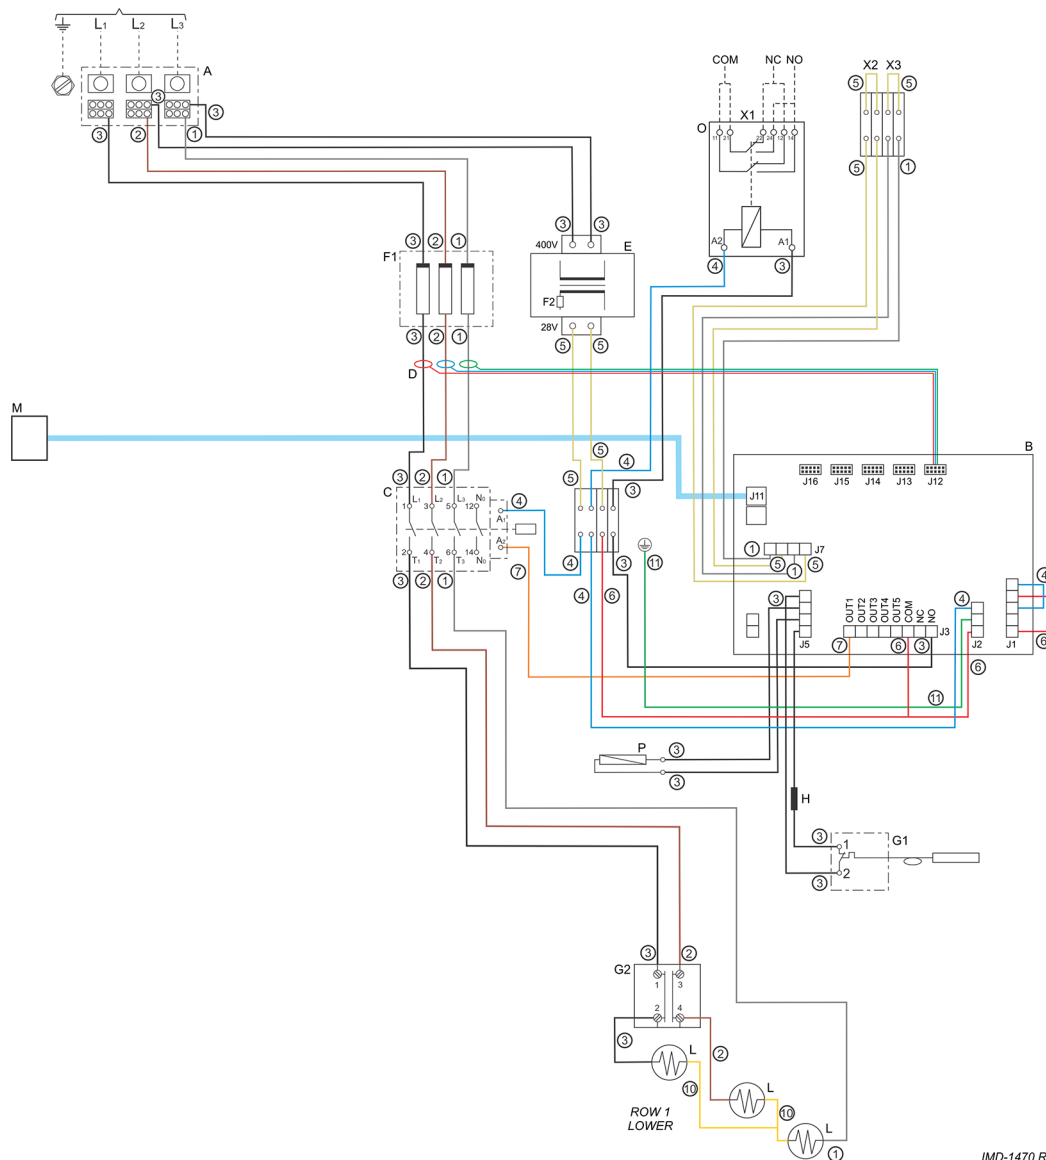 L1 L2 L3
A
3
3
3 2 1
COM NC NO
X2 X3
5 5
O X1
11 21 22 24 12 14
5 1
A2 A1
4 3
3 3
400V E
F2
28V
5 5
3 2 1
F1
3 2 1
D
M
B
J16 J15 J14 J13 J12
J11
5 4
5 3
3 2 1
C L1 L2 L3 N0
1 3 5 12
4
A1
A2
2 4 6 14
T1 T2 T3 N0
7
3 2 1
4 3 11
4 6
1 J7
5 1 5
3
OUT1
OUT2
OUT3
OUT4
OUT5
COM
NC
NO
4 4
J5 7 6 3 J3 J2 J1 6
6
11
P 3
3
H
3 1 G1
3 2
3 2
G2
1 3
2 4
3
L 2
10 L
10
L
1
ROW 1
LOWER
IMD-1470 R